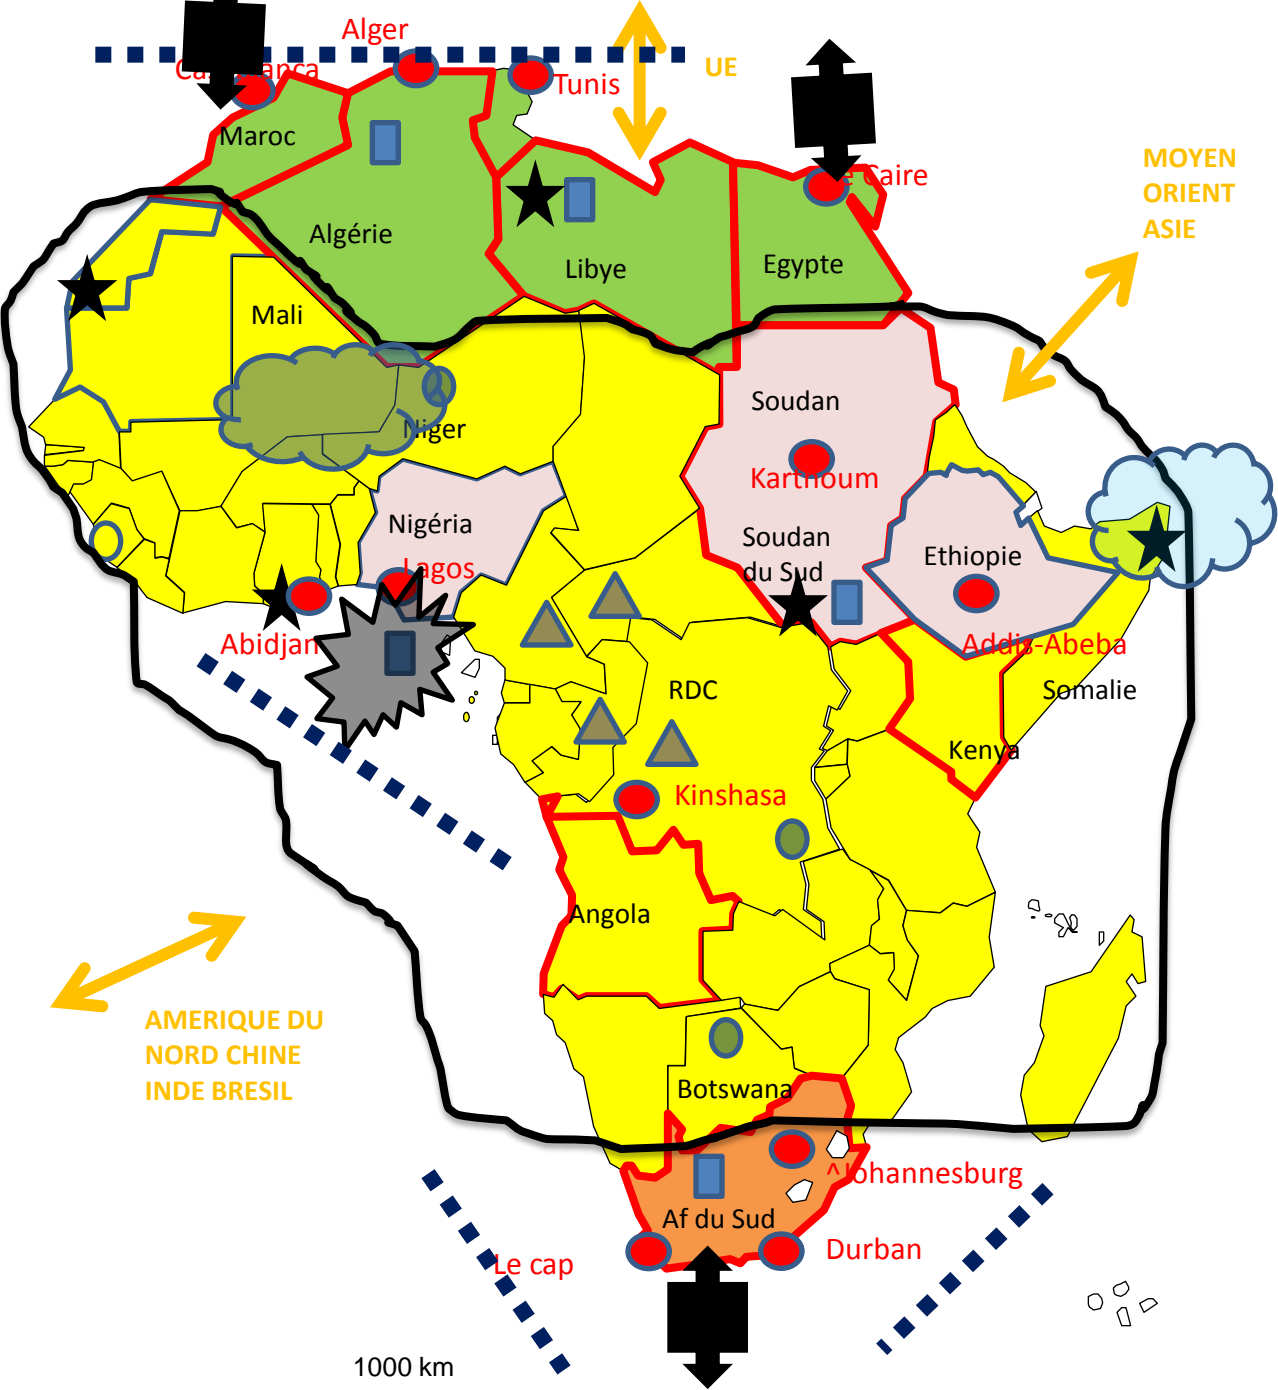 Alger
UE
Casablanca
Tunis
Maroc
MOYEN
ORIENT
ASIE
Le Caire
Algérie
Libye
Egypte
Mali
Soudan
Niger
Karthoum
Nigéria
Soudan
du Sud
Ethiopie
Lagos
Abidjan
Addis-Abeba
RDC
Somalie
Kenya
Kinshasa
Angola
AMERIQUE DU
NORD CHINE
INDE BRESIL
Botswana
^Johannesburg
Af du Sud
Durban
Le cap
1000 km